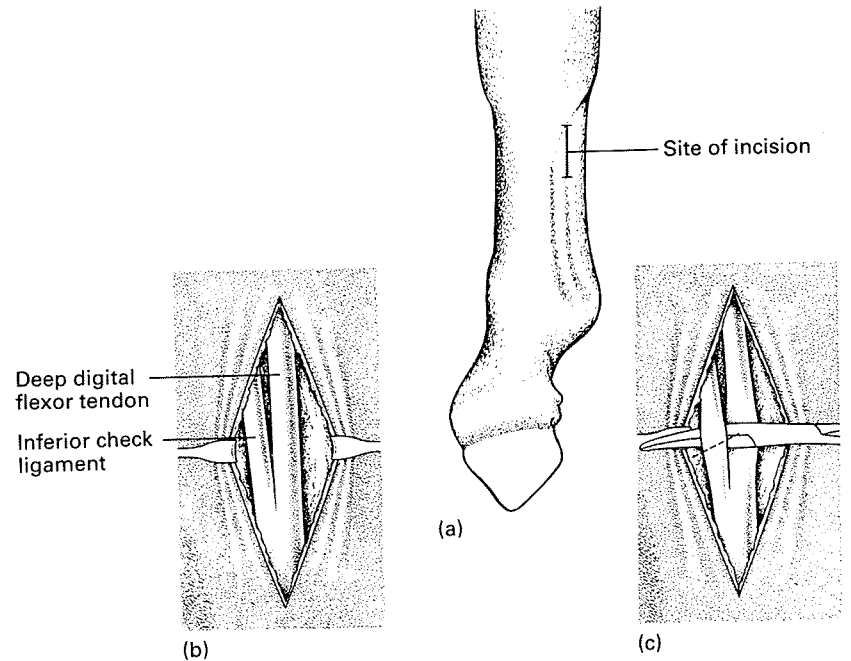 Site of incision
Deep digital
flexor tendon
Inferior check
ligament
(a)
(b)
(c)